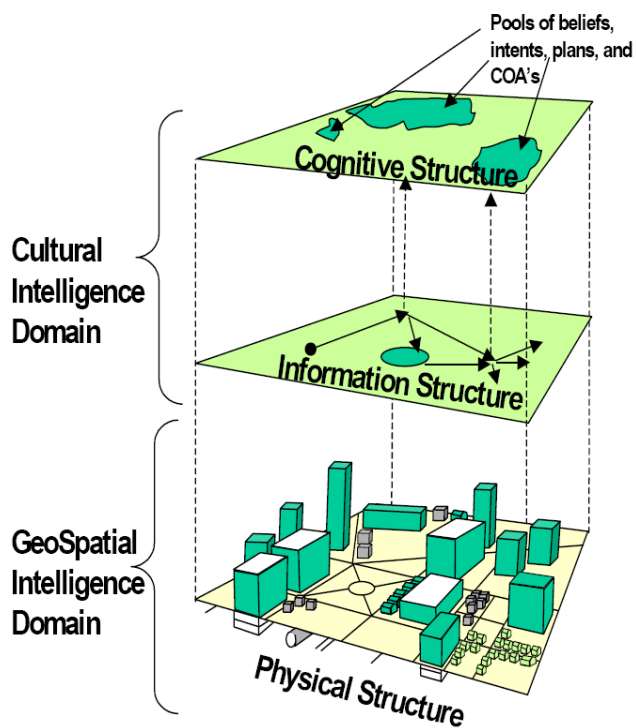 Pools of beliefs,
intents, plans, and
COA's
Cognitive Structure
Cultural
Intelligence
Domain
Information Structure
GeoSpatial
Intelligence
Domain
Physical Structure